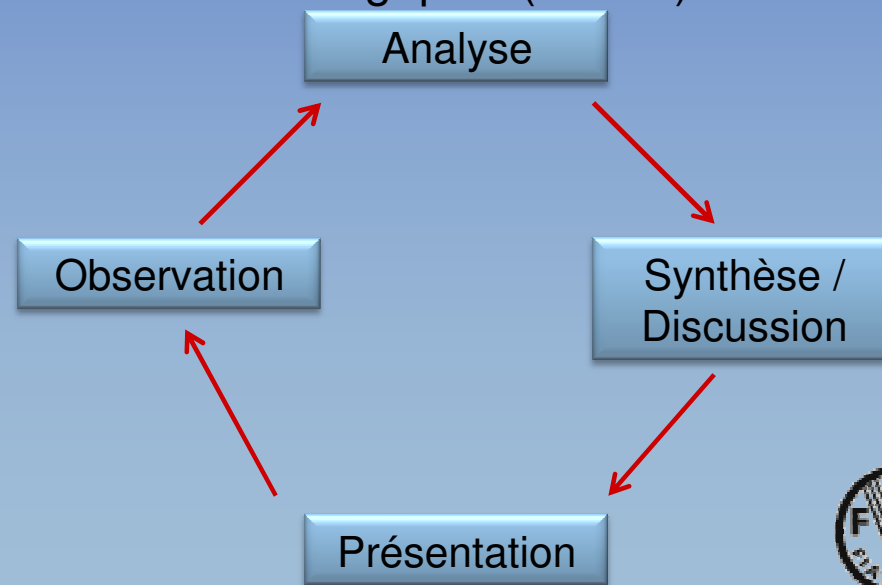 Analyse
Observation
Synthèse /
Discussion
Présentation